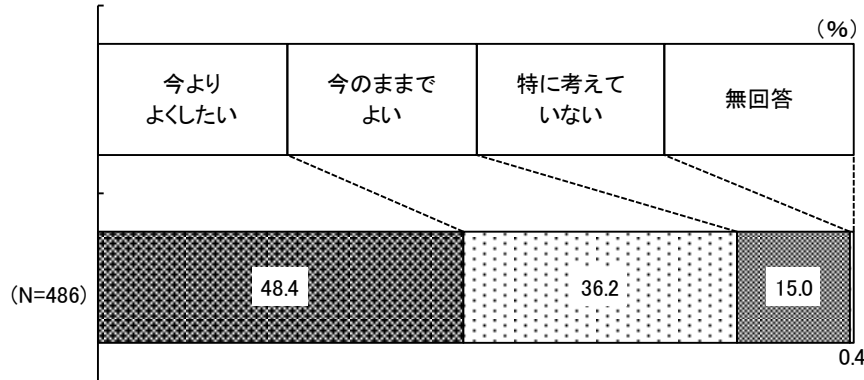 (%)
今より
よくしたい
今のままで
よい
特に考えて
いない
無回答
(N=486)
48.4
36.2
15.0
0.4